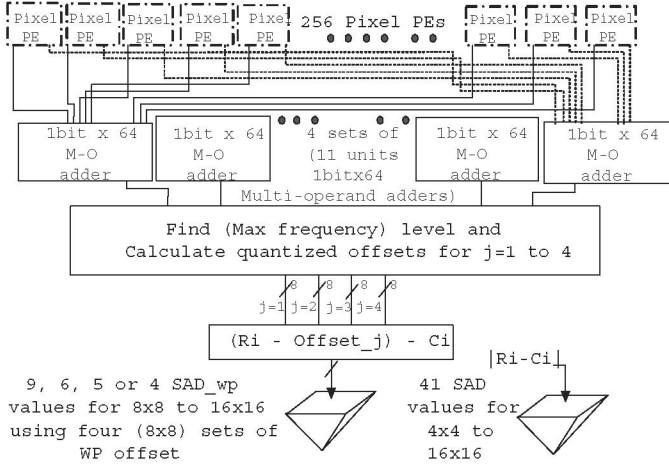 Pixel PE Pixel PE Pixel PE Pixel PE Pixel PE 256 Pixel PEs Pixel PE Pixel PE Pixel PE
1bit x 64 M-O adder
1bit x 64 M-O adder
4 sets of (11 units 1bitx64 Multi-operand adders)
1bit x 64 M-O adder
1bit x 64 M-O adder
Find (Max frequency) level and
Calculate quantized offsets for j=1 to 4
8 8 8 8
j=1 j=2 j=3 j=4
(Ri - Offset_j) - Ci
9, 6, 5 or 4 SAD_wp
values for 8x8 to 16x16
using four (8x8) sets of
WP offset
|Ri-Ci|
41 SAD
values for
4x4 to
16x16